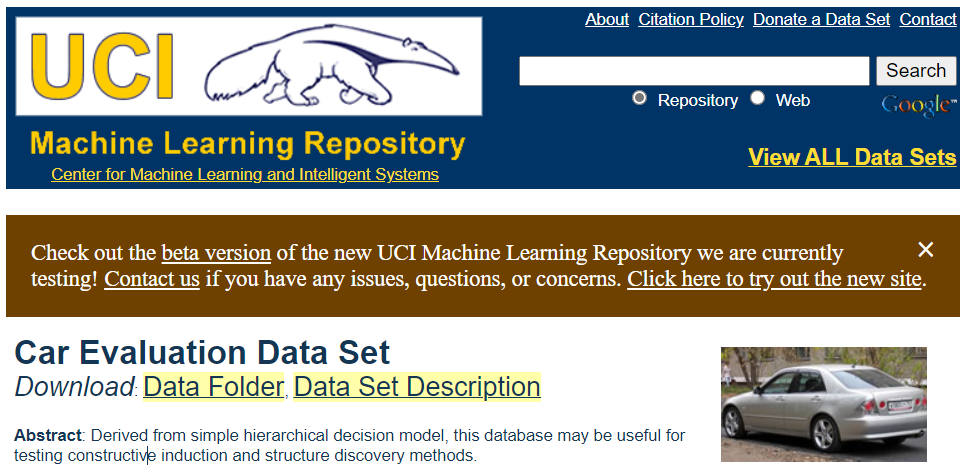 About Citation Policy Donate a Data Set Contact
UCI
Search
Repository Web
Google™
Machine Learning Repository
Center for Machine Learning and Intelligent Systems
View ALL Data Sets
Check out the beta version of the new UCI Machine Learning Repository we are currently
testing! Contact us if you have any issues, questions, or concerns. Click here to try out the new site.
×
Car Evaluation Data Set
Download: Data Folder, Data Set Description
Abstract: Derived from simple hierarchical decision model, this database may be useful for
testing constructive induction and structure discovery methods.